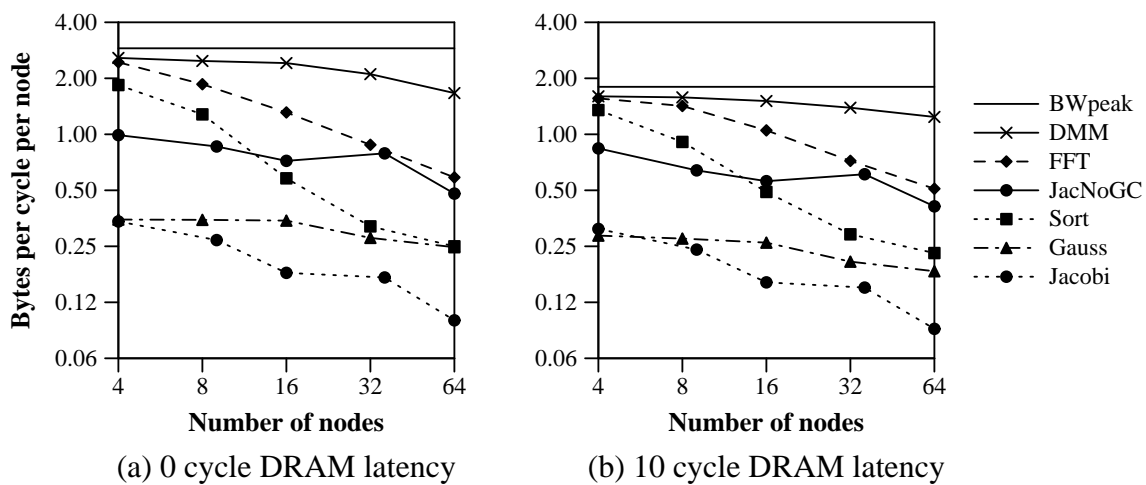 Bytes per cycle per node
4.00
2.00
1.00
0.50
0.25
0.12
0.06
4 8 16 32 64
Number of nodes
(a) 0 cycle DRAM latency
4.00
2.00
1.00
0.50
0.25
0.12
0.06
4 8 16 32 64
Number of nodes
(b) 10 cycle DRAM latency
BWpeak
DMM
FFT
JacNoGC
Sort
Gauss
Jacobi